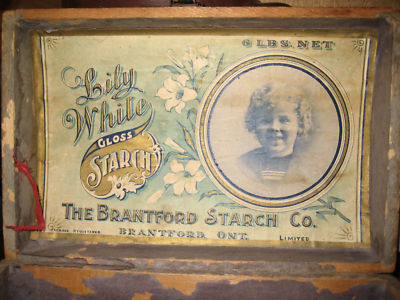 6 LBS. NET
Lily
White
GLOSS
STARCH
THE BRANTFORD STARCH CO.
BRANTFORD, ONT. LIMITED